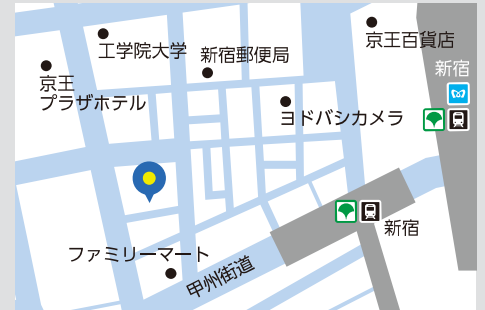 京王百貨店
工学院大学
新宿郵便局
新宿
京王
プラザホテル
ヨドバシカメラ
新宿
ファミリーマート
甲州街道